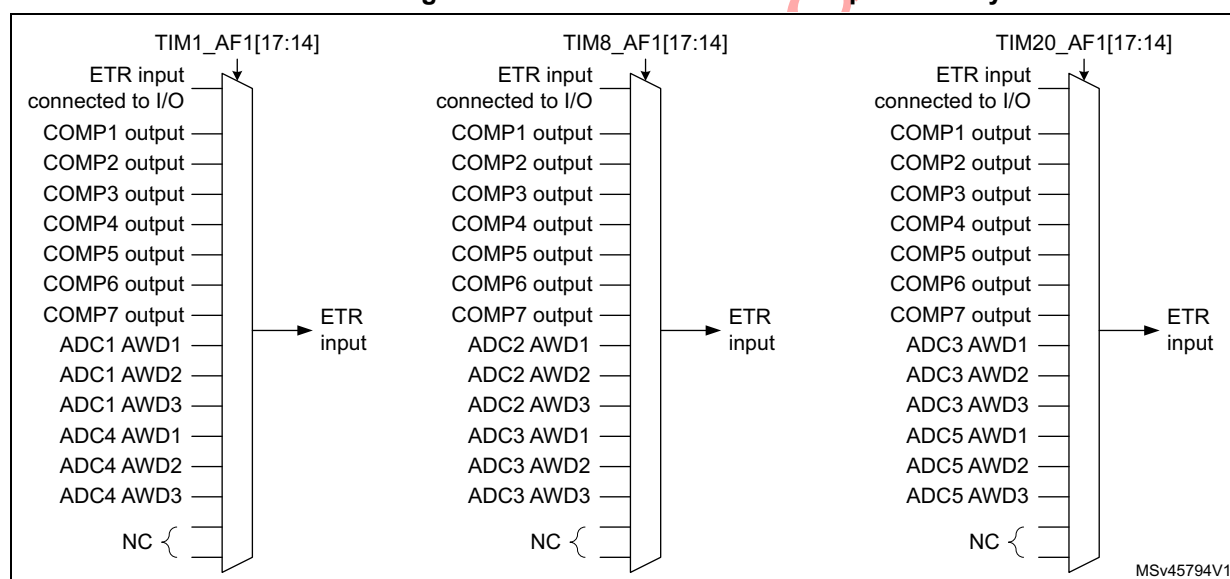 TIM1_AF1[17:14]
ETR input
connected to I/O
COMP1 output
COMP2 output
COMP3 output
COMP4 output
COMP5 output
COMP6 output
COMP7 output
ADC1 AWD1
ADC1 AWD2
ADC1 AWD3
ADC4 AWD1
ADC4 AWD2
ADC4 AWD3
NC
ETR
input
TIM8_AF1[17:14]
ETR input
connected to I/O
COMP1 output
COMP2 output
COMP3 output
COMP4 output
COMP5 output
COMP6 output
COMP7 output
ADC2 AWD1
ADC2 AWD2
ADC2 AWD3
ADC3 AWD1
ADC3 AWD2
ADC3 AWD3
NC
ETR
input
TIM20_AF1[17:14]
ETR input
connected to I/O
COMP1 output
COMP2 output
COMP3 output
COMP4 output
COMP5 output
COMP6 output
COMP7 output
ADC3 AWD1
ADC3 AWD2
ADC3 AWD3
ADC5 AWD1
ADC5 AWD2
ADC5 AWD3
NC
ETR
input
MSv45794V1